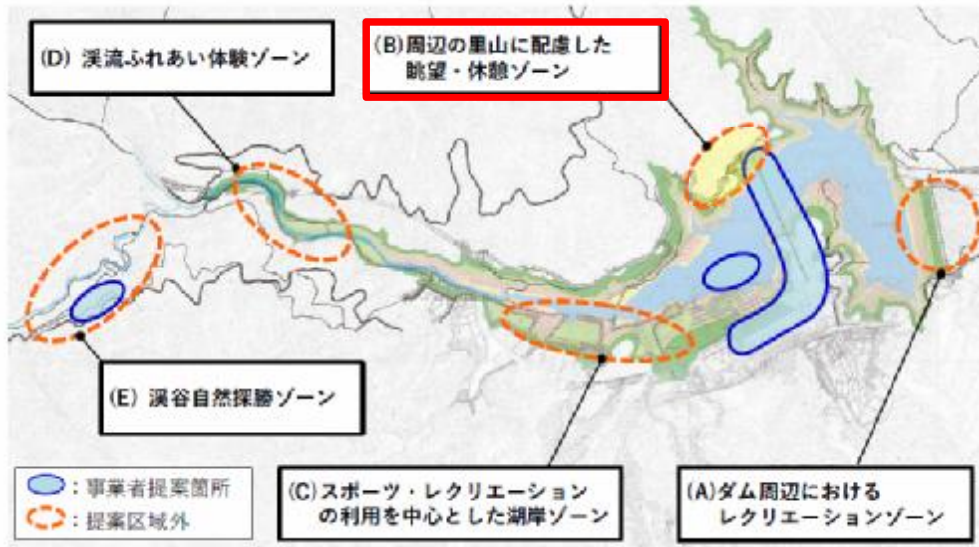 (D) 渓流ふれあい体験ゾーン
(B)周辺の里山に配慮した
眺望・休憩ゾーン
(E) 渓谷自然探勝ゾーン
：事業者提案箇所
：提案区域外
(C)スポーツ・レクリエーション
の利用を中心とした湖岸ゾーン
(A)ダム周辺における
レクリエーションゾーン